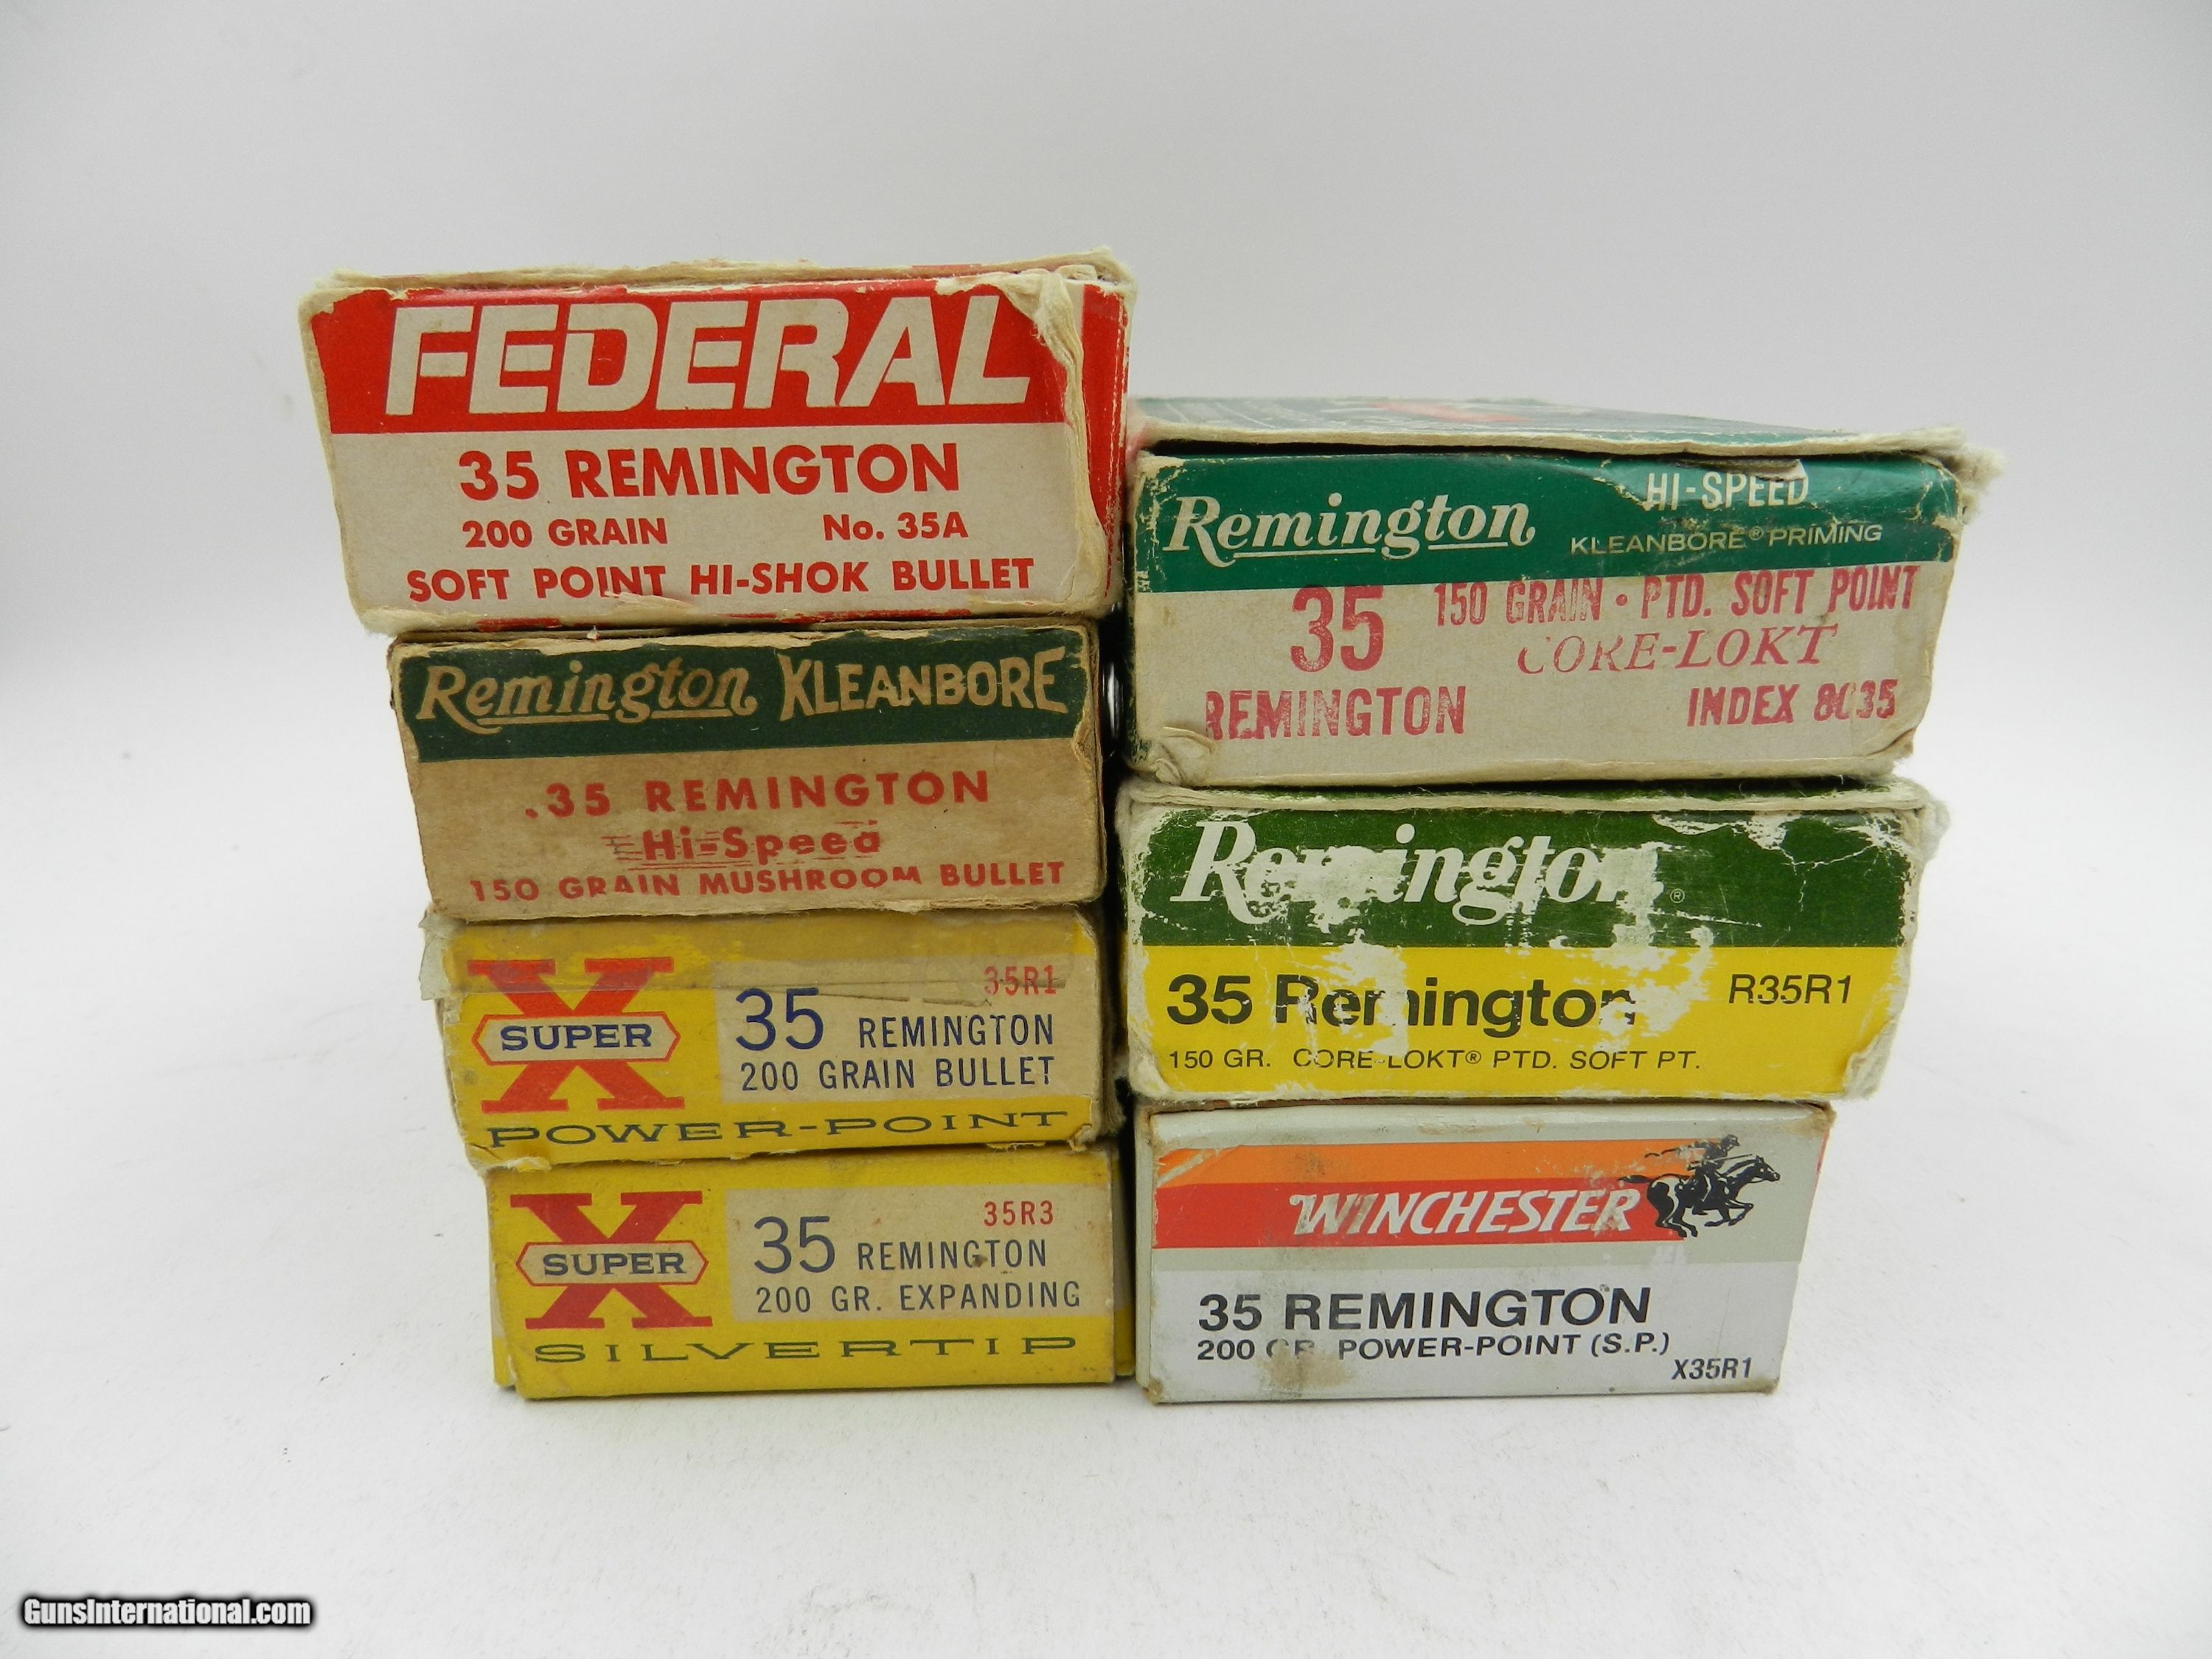 FEDERAL
35 REMINGTON
200 GRAIN No. 35A
SOFT POINT HI-SHOK BULLET
Remington KLEANBORE
.35 REMINGTON
Hi-Speed
150 GRAIN MUSHROOM BULLET
SUPER X
35R1
35 REMINGTON
200 GRAIN BULLET
POWER-POINT
SUPER X
35R3
35 REMINGTON
200 GR. EXPANDING
SILVERTIP
Remington HI-SPEED
KLEANBORE® PRIMING
35 150 GRAIN • PTD. SOFT POINT
CORE-LOKT
REMINGTON INDEX 8035
Remington®
35 Remington R35R1
150 GR. CORE-LOKT® PTD. SOFT PT.
WINCHESTER
35 REMINGTON
200 GR. POWER-POINT (S.P.)
X35R1
GunsInternational.com